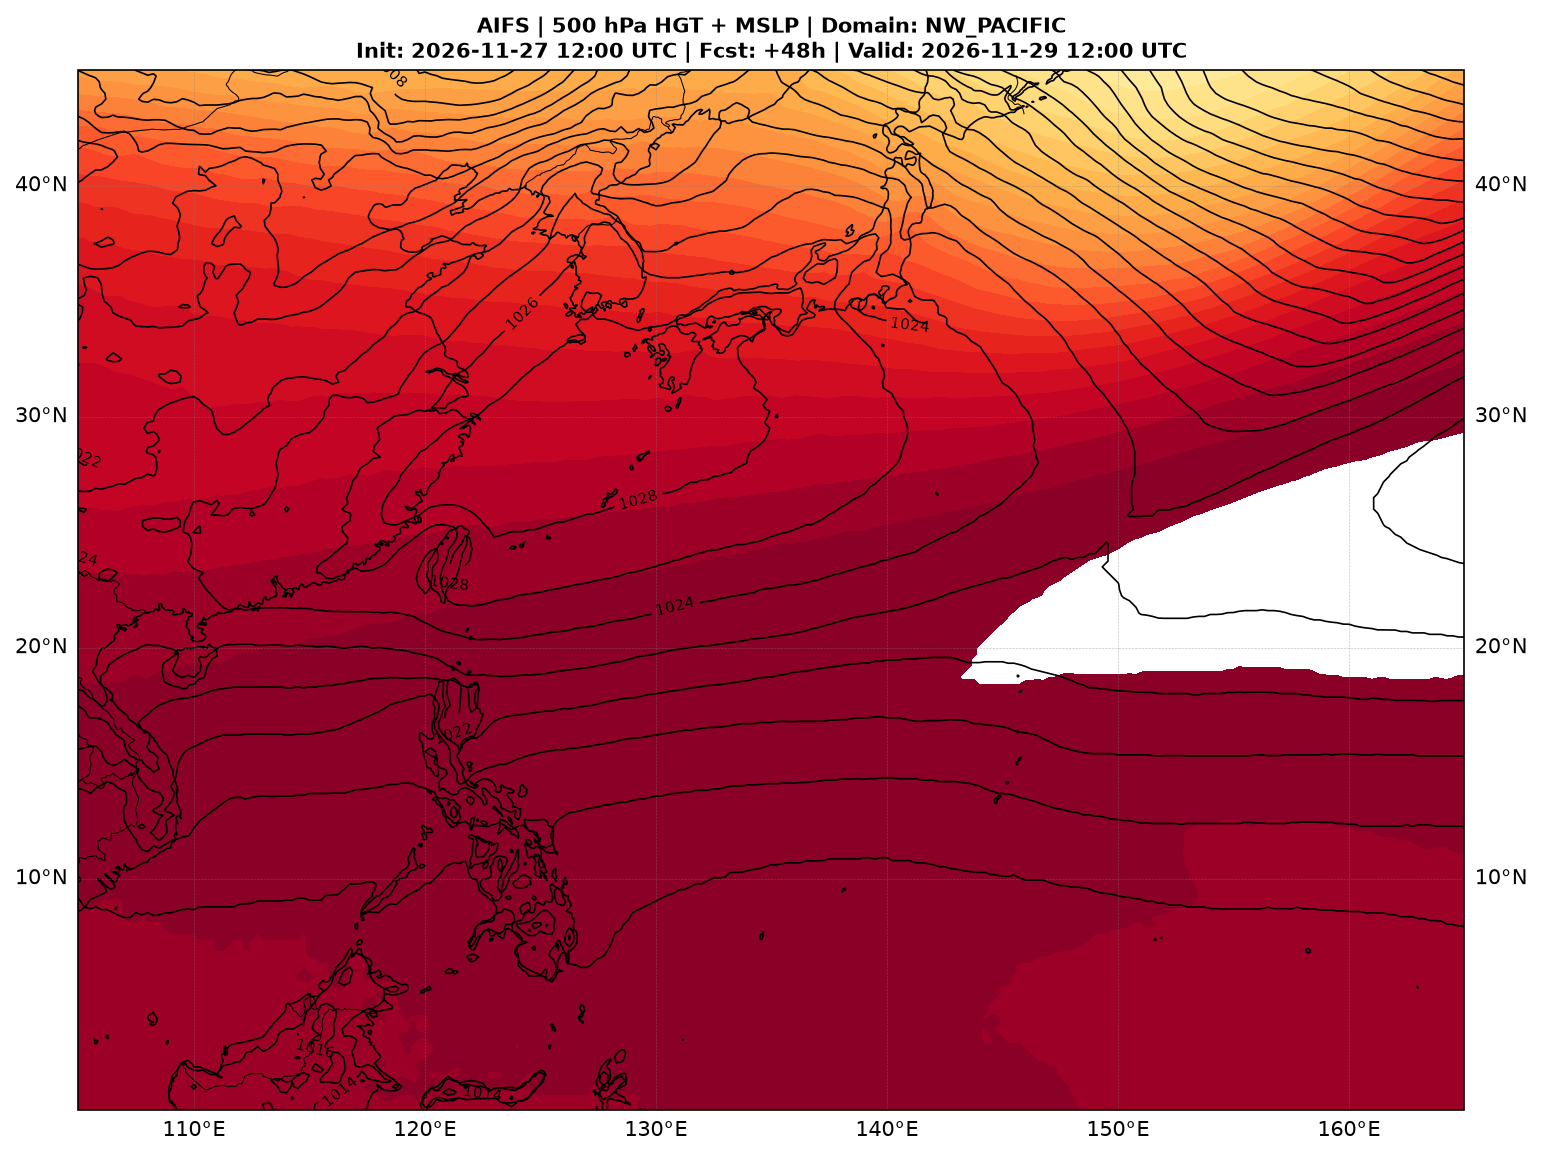 AIFS | 500 hPa HGT + MSLP | Domain: NW_PACIFIC
Init: 2026-11-27 12:00 UTC | Fcst: +48h | Valid: 2026-11-29 12:00 UTC
40°N
40°N
1026
1024
30°N
30°N
1028
1028
1024
20°N
20°N
10°N
10°N
1016
1014
110°E
120°E
130°E
140°E
150°E
160°E